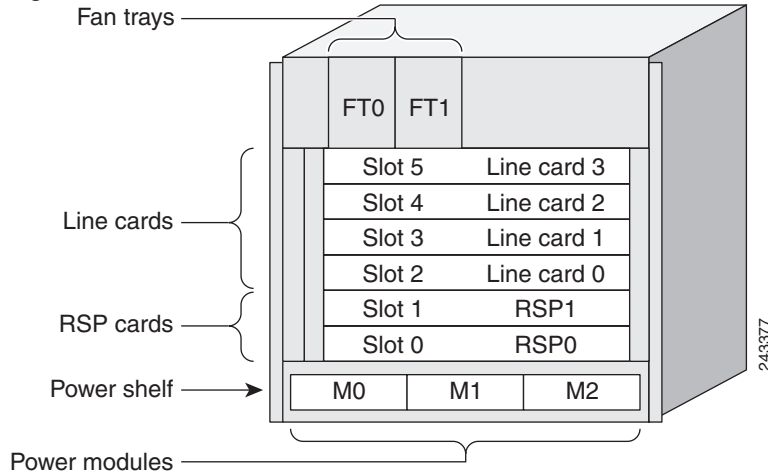 Fan trays
FT0 FT1
Slot 5 Line card 3
Slot 4 Line card 2
Slot 3 Line card 1
Slot 2 Line card 0
Slot 1 RSP1
Slot 0 RSP0
Line cards
RSP cards
Power shelf
M0 M1 M2
Power modules
243377